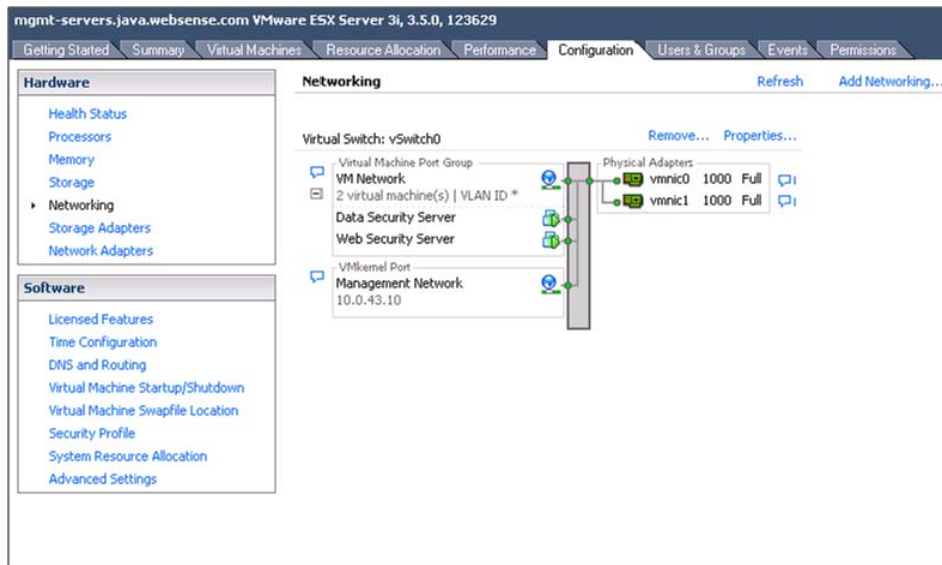 mgmt-servers.java.websense.com VMware ESX Server 3i, 3.5.0, 123629
Getting Started Summary Virtual Machines Resource Allocation Performance Configuration Users & Groups Events Permissions
Hardware
Health Status
Processors
Memory
Storage
Networking
Storage Adapters
Network Adapters
Software
Licensed Features
Time Configuration
DNS and Routing
Virtual Machine Startup/Shutdown
Virtual Machine Swapfile Location
Security Profile
System Resource Allocation
Advanced Settings
Networking
Refresh Add Networking...
Virtual Switch: vSwitch0 Remove... Properties...
Virtual Machine Port Group
VM Network
2 virtual machine(s) | VLAN ID *
Data Security Server
Web Security Server
VMkernel Port
Management Network
10.0.43.10
Physical Adapters
vmnic0 1000 Full
vmnic1 1000 Full